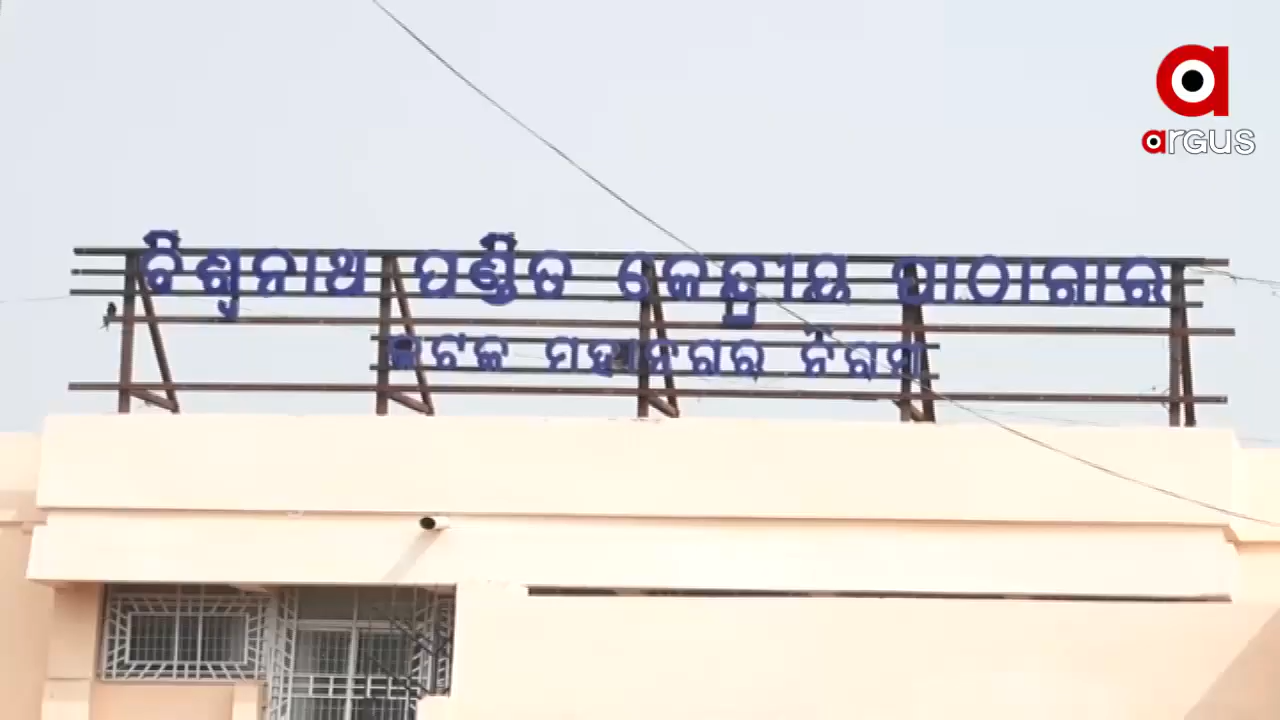 ବିଶ୍ୱନାଥ ପଣ୍ଡିତ କେନ୍ଦ୍ରୀୟ ପାଠାଗାର
କଟକ ମହାନଗର ନିଗମ
argus